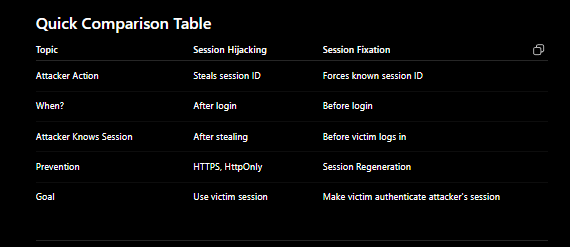 Quick Comparison Table
Topic Session Hijacking Session Fixation
Attacker Action Steals session ID Forces known session ID
When? After login Before login
Attacker Knows Session After stealing Before victim logs in
Prevention HTTPS, HttpOnly Session Regeneration
Goal Use victim session Make victim authenticate attacker's session